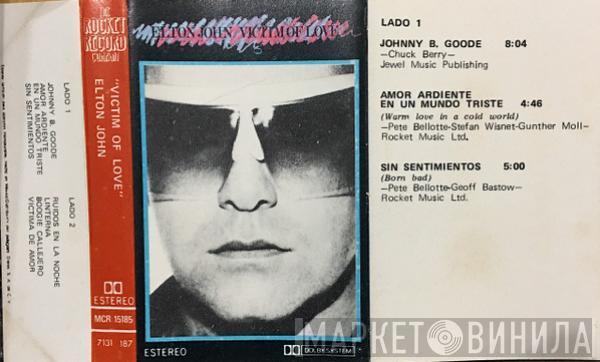 LADO 1
JOHNNY B. GOODE
AMOR ARDIENTE
EN UN MUNDO TRISTE
SIN SENTIMIENTOS
LADO 2
RUIDOS EN LA NOCHE
LINTERNA
BOOGIE CALLEJERO
VICTIMA DE AMOR
THE
ROCKET
RECORD
COMPANY
"VICTIM OF LOVE"
ELTON JOHN
ESTEREO
MCR 15185
7131 187
ELTON JOHN VICTIM OF LOVE
ESTEREO
DOLBY SYSTEM
LADO 1
JOHNNY B. GOODE 8:04
—Chuck Berry—
Jewel Music Publishing
AMOR ARDIENTE
EN UN MUNDO TRISTE 4:46
(Warm love in a cold world)
—Pete Bellotte-Stefan Wisnet-Gunther Moll—
Rocket Music Ltd.
SIN SENTIMIENTOS 5:00
(Born bad)
—Pete Bellotte-Geoff Bastow—
Rocket Music Ltd.
МАРКЕТ ВИНИЛА